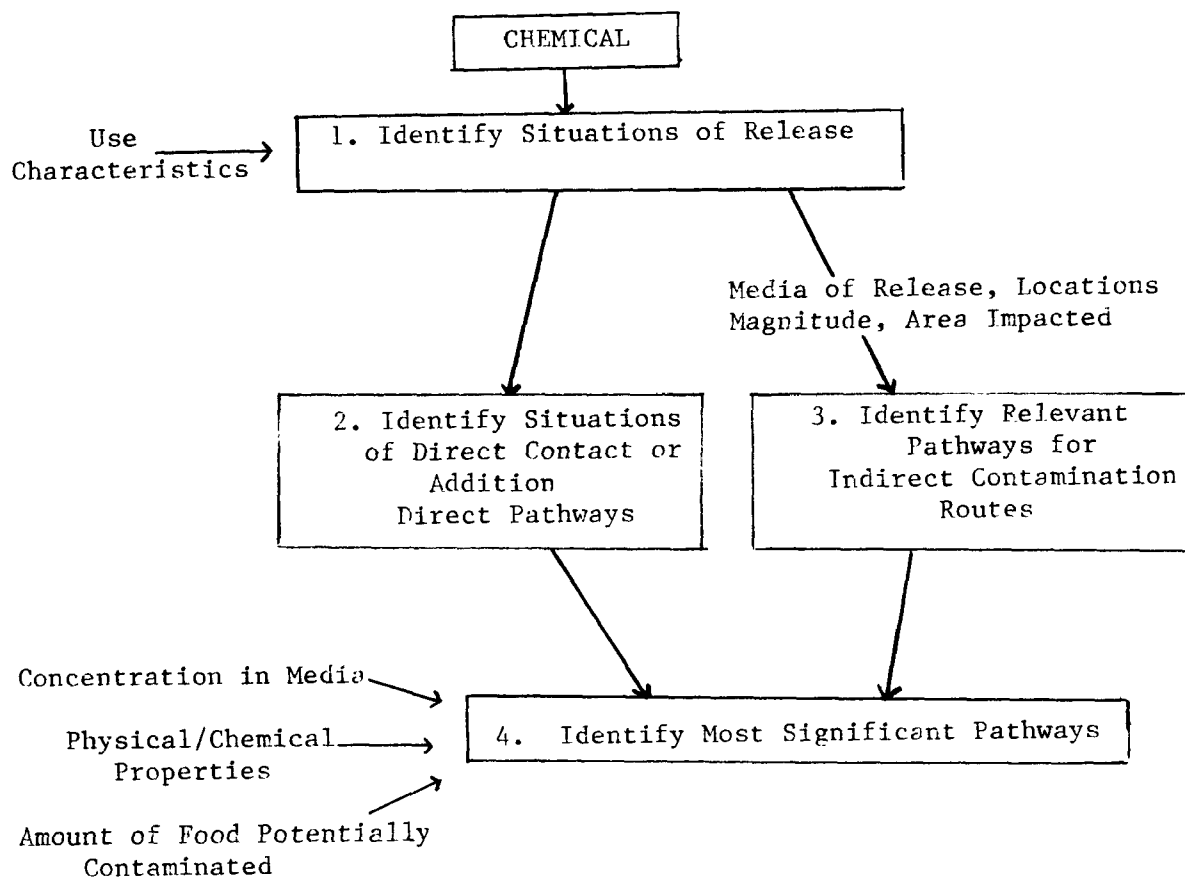 CHEMICAL
Use
Characteristics
1. Identify Situations of Release
Media of Release, Locations
Magnitude, Area Impacted
2. Identify Situations
of Direct Contact or
Addition
Direct Pathways
3. Identify Relevant
Pathways for
Indirect Contamination
Routes
Concentration in Media
Physical/Chemical
Properties
Amount of Food Potentially
Contaminated
4. Identify Most Significant Pathways